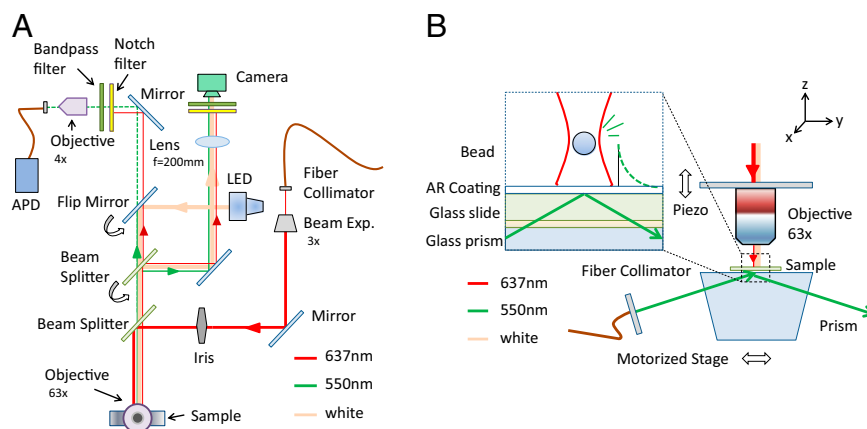 A
Bandpass
filter
Notch
filter
Mirror
Camera
Objective
4x
Lens
f=200mm
APD
LED
Fiber
Collimator
Flip Mirror
Beam Exp.
3x
Beam
Splitter
Beam Splitter
Iris
Mirror
637nm
550nm
white
Objective
63x
Sample
B
z
y
x
Bead
AR Coating
Glass slide
Glass prism
Piezo
Objective
63x
Sample
Fiber Collimator
637nm
550nm
white
Prism
Motorized Stage